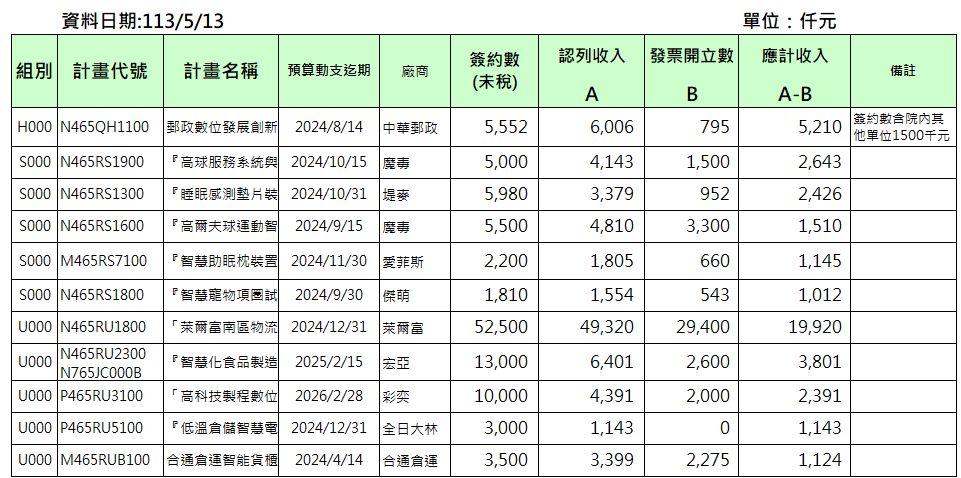 資料日期:113/5/13 單位：仟元
組別 計畫代號 計畫名稱 預算動支迄期 廠商 簽約數(未稅) 認列收入 A 發票開立數 B 應計收入 A-B 備註
H000 N465QH1100 郵政數位發展創新 2024/8/14 中華郵政 5,552 6,006 795 5,210 簽約數含院內其他單位1500千元
S000 N465RS1900 『高球服務系統與 2024/10/15 魔毒 5,000 4,143 1,500 2,643
S000 N465RS1300 『睡眠感測墊片裝 2024/10/31 堤麥 5,980 3,379 952 2,426
S000 N465RS1600 『高爾夫球運動智 2024/9/15 魔毒 5,500 4,810 3,300 1,510
S000 M465RS7100 『智慧助眠枕裝置 2024/11/30 愛菲斯 2,200 1,805 660 1,145
S000 N465RS1800 『智慧寵物項圈試 2024/9/30 傑萌 1,810 1,554 543 1,012
U000 N465RU1800 「萊爾富南區物流 2024/12/31 萊爾富 52,500 49,320 29,400 19,920
U000 N465RU2300 N765JC000B 『智慧化食品製造 2025/2/15 宏亞 13,000 6,401 2,600 3,801
U000 P465RU3100 「高科技製程數位 2026/2/28 彩奕 10,000 4,391 2,000 2,391
U000 P465RU5100 『低溫倉儲智慧電 2024/12/31 全日大林 3,000 1,143 0 1,143
U000 M465RUB100 合通倉運智能貨櫃 2024/4/14 合通倉運 3,500 3,399 2,275 1,124